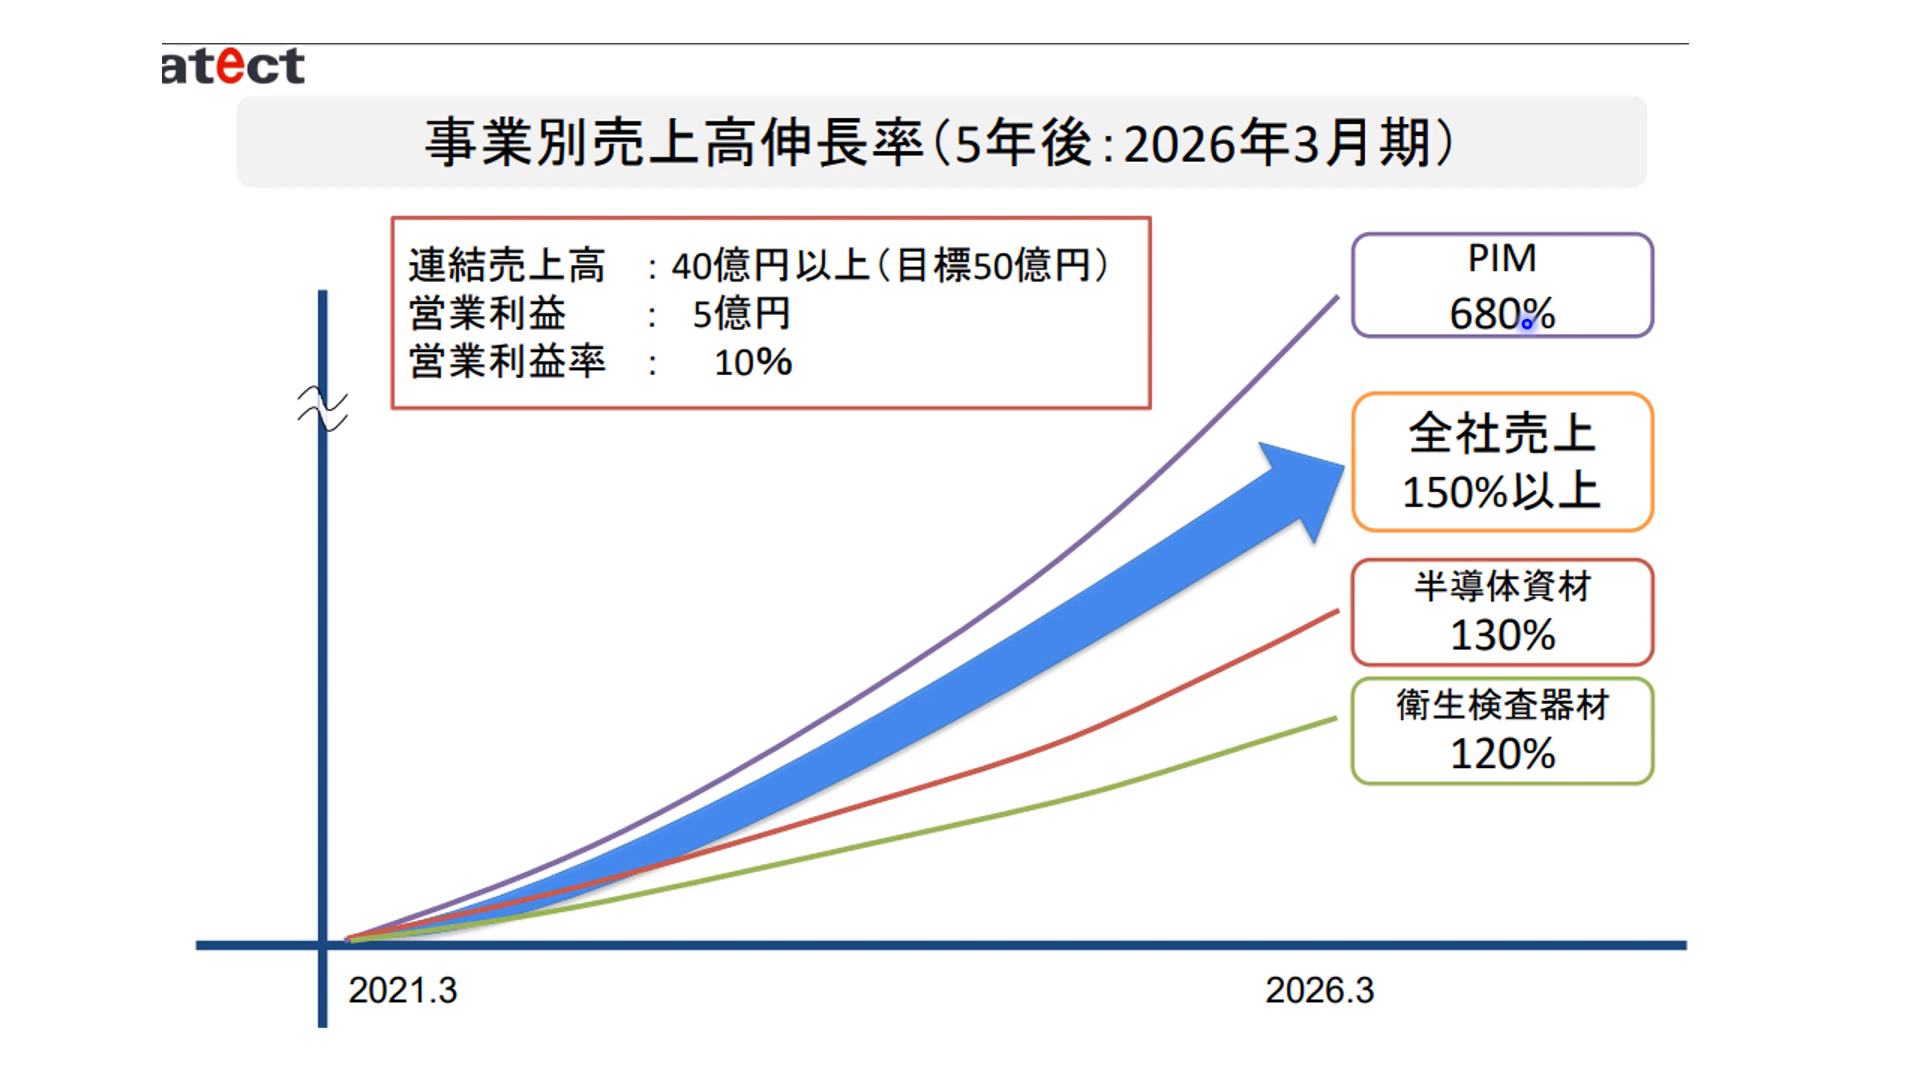 atect
事業別売上高伸長率（5年後：2026年3月期）
連結売上高　：40億円以上（目標50億円）
営業利益　：　5億円
営業利益率　：　10%
PIM
680%
全社売上
150%以上
半導体資材
130%
衛生検査器材
120%
2021.3
2026.3